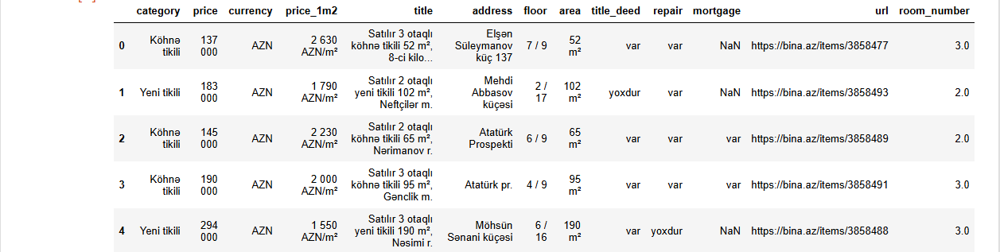 category price currency price_1m2 title address floor area title_deed repair mortgage url room_number
0 Köhnə tikili 137 000 AZN 2 630 AZN/m² Satılır 3 otaqlı köhnə tikili 52 m², 8-ci kilo... Elşən Süleymanov küç 137 7 / 9 52 m² var var NaN https://bina.az/items/3858477 3.0
1 Yeni tikili 183 000 AZN 1 790 AZN/m² Satılır 2 otaqlı yeni tikili 102 m², Neftçilər m. Mehdi Abbasov küçəsi 2 / 17 102 m² yoxdur var NaN https://bina.az/items/3858493 2.0
2 Köhnə tikili 145 000 AZN 2 230 AZN/m² Satılır 2 otaqlı köhnə tikili 65 m², Nərimanov r. Atatürk Prospekti 6 / 9 65 m² var var var https://bina.az/items/3858489 2.0
3 Köhnə tikili 190 000 AZN 2 000 AZN/m² Satılır 3 otaqlı köhnə tikili 95 m², Gənclik m. Atatürk pr. 4 / 9 95 m² var var var https://bina.az/items/3858491 3.0
4 Yeni tikili 294 000 AZN 1 550 AZN/m² Satılır 3 otaqlı yeni tikili 190 m², Nəsimi r. Möhsün Sənani küçəsi 6 / 16 190 m² var yoxdur NaN https://bina.az/items/3858488 3.0